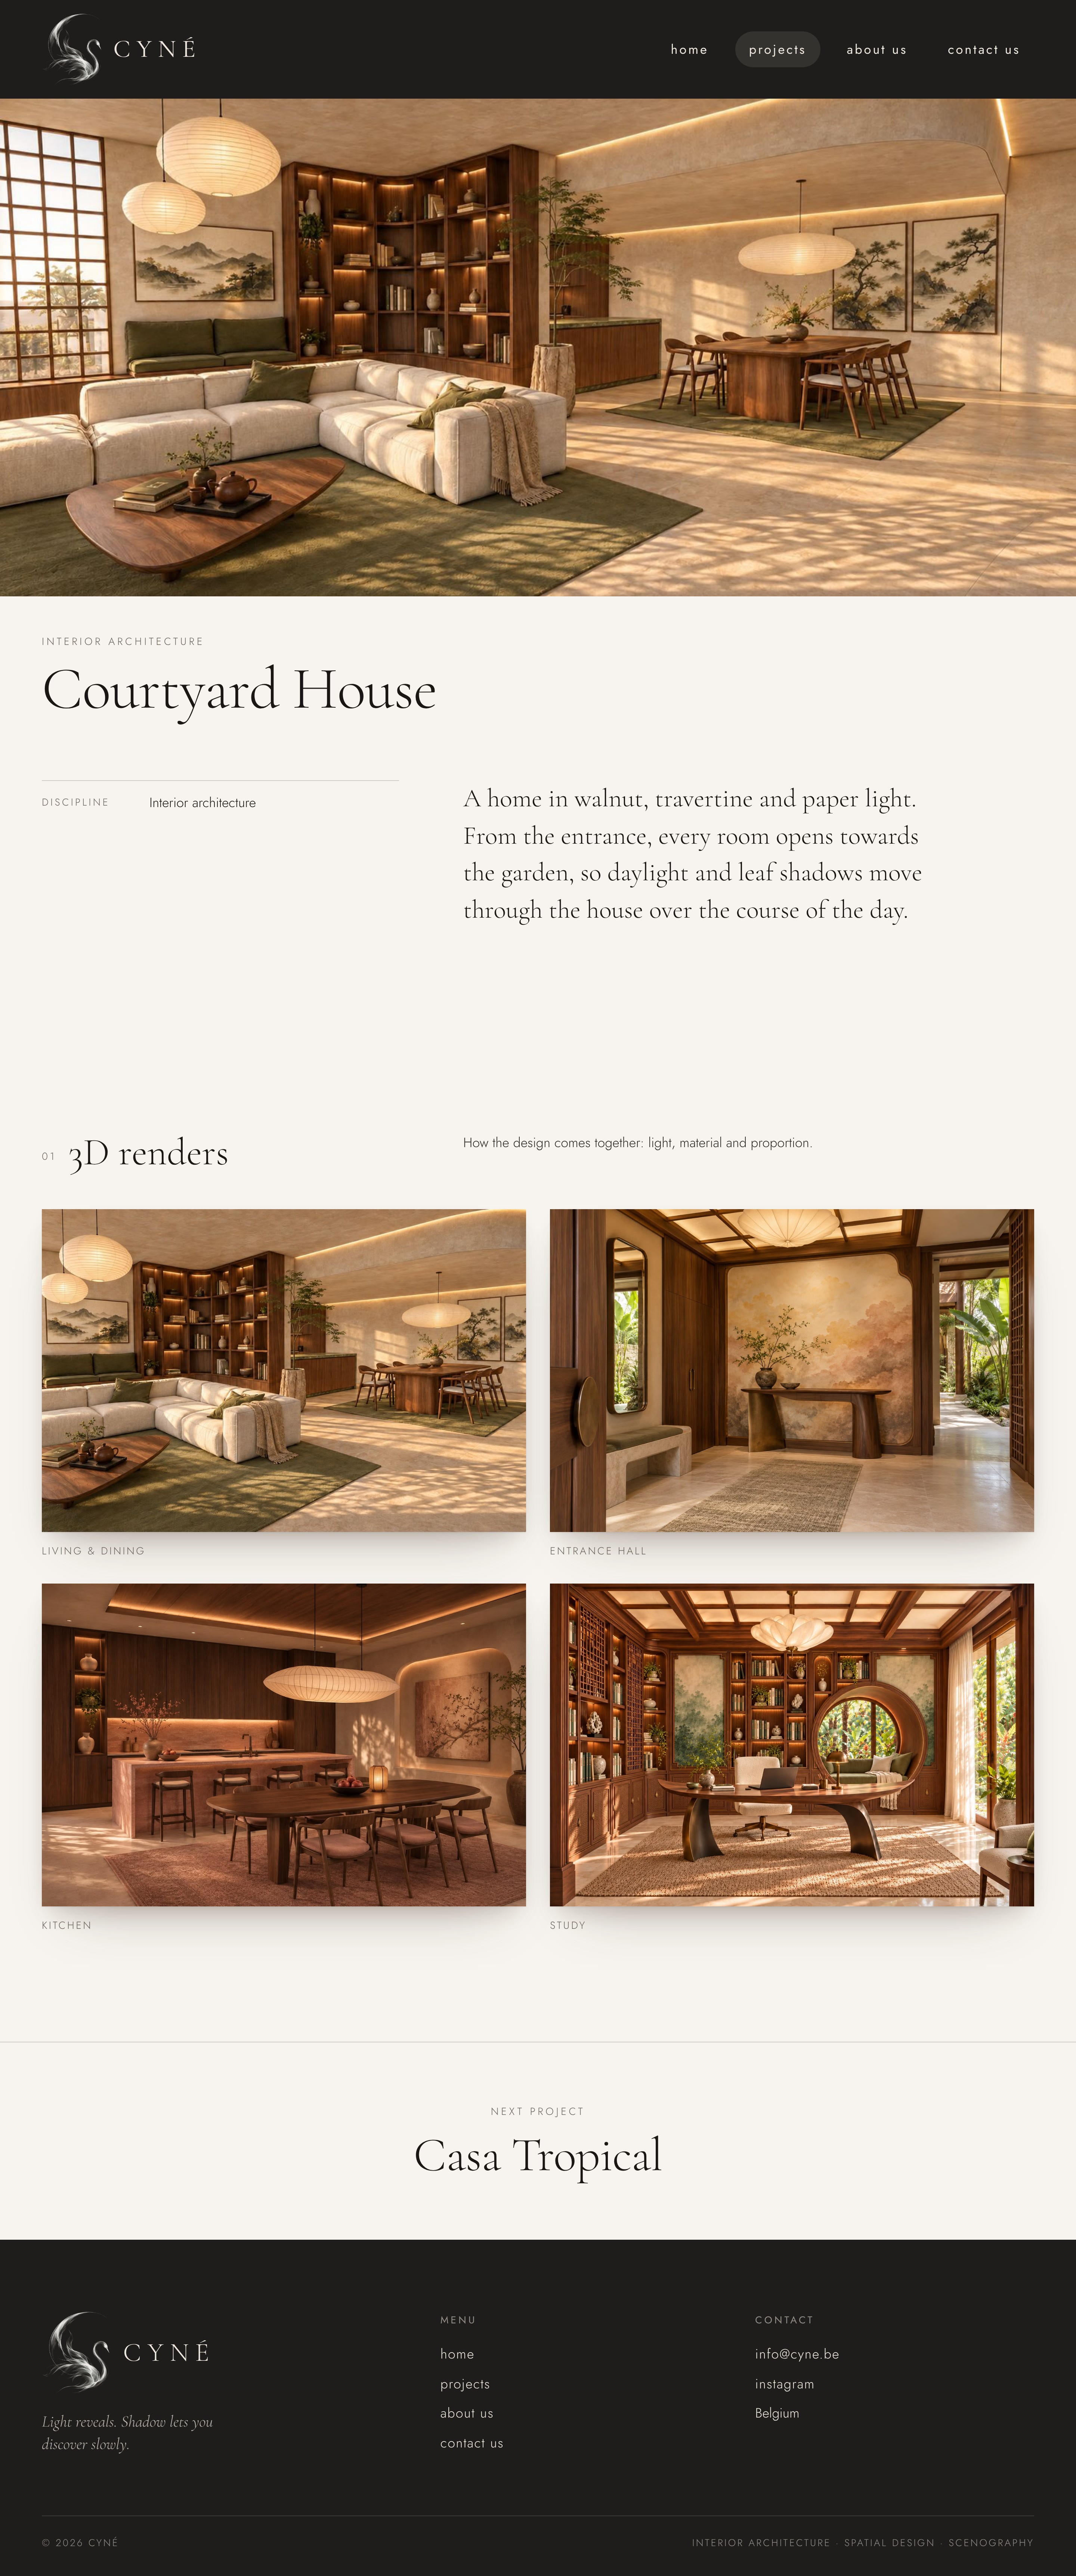 CYNÉ
home
projects
about us
contact us
INTERIOR ARCHITECTURE
Courtyard House
DISCIPLINE
Interior architecture
A home in walnut, travertine and paper light.
From the entrance, every room opens towards
the garden, so daylight and leaf shadows move
through the house over the course of the day.
01 3D renders
How the design comes together: light, material and proportion.
LIVING & DINING
ENTRANCE HALL
KITCHEN
STUDY
NEXT PROJECT
Casa Tropical
CYNÉ
Light reveals. Shadow lets you
discover slowly.
MENU
home
projects
about us
contact us
CONTACT
info@cyne.be
instagram
Belgium
© 2026 CYNÉ
INTERIOR ARCHITECTURE · SPATIAL DESIGN · SCENOGRAPHY